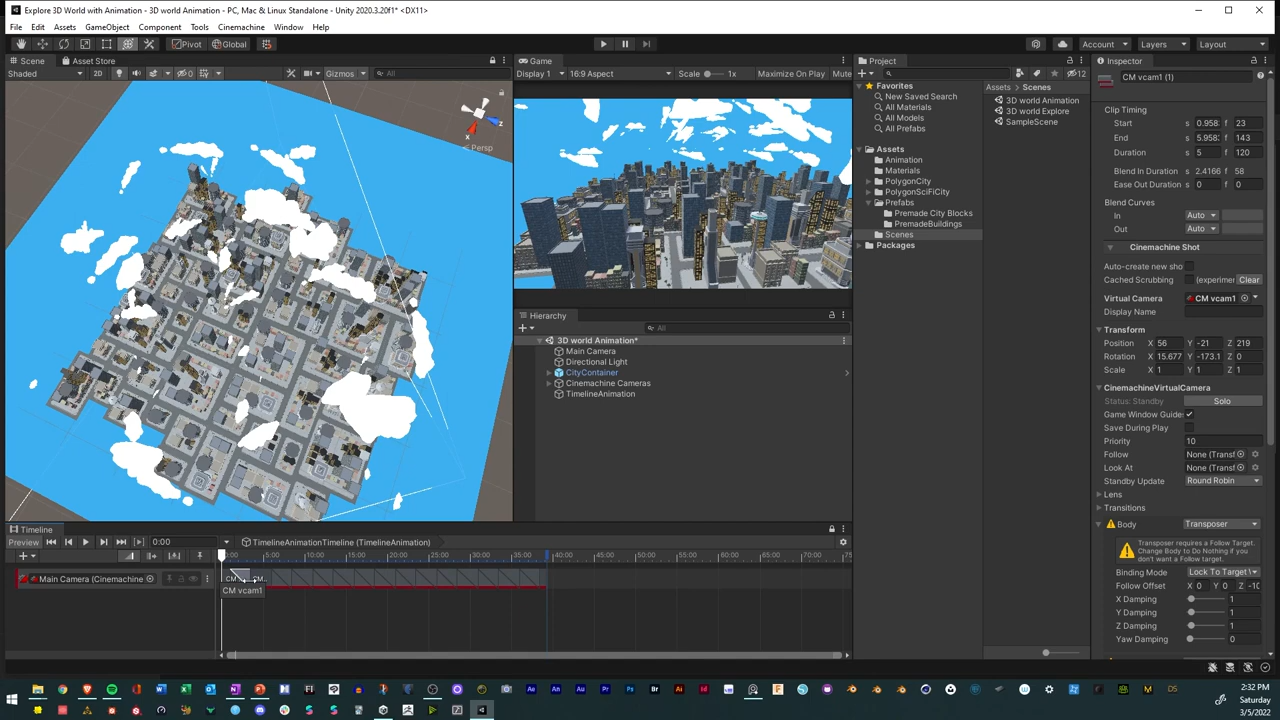 Explore 3D World with Animation - 3D world Animation - PC, Mac & Linux Standalone - Unity 2020.3.20f1* <DX11>
File Edit Assets GameObject Component Tools Cinemachine Window Help
Pivot Global Account Layers Layout
Scene Asset Store
Shaded 2D 0 Gizmos All
Persp
x
z
Game
Display 1 16:9 Aspect Scale 1x Maximize On Play Mute
Hierarchy
All
3D world Animation*
Main Camera
Directional Light
CityContainer
Cinemachine Cameras
TimelineAnimation
Project
12
Favorites
New Saved Search
All Materials
All Models
All Prefabs
Assets
Animation
Materials
PolygonCity
PolygonSciFiCity
Prefabs
Premade City Blocks
PremadeBuildings
Scenes
Packages
Assets Scenes
3D world Animation
3D world Explore
SampleScene
Inspector
CM vcam1 (1)
Clip Timing
Start s 0.958 f 23
End s 5.958 f 143
Duration s 5 f 120
Blend In Duration s 2.4166 f 58
Ease Out Duration s 0 f 0
Blend Curves
In Auto
Out Auto
Cinemachine Shot
Auto-create new sho
Cached Scrubbing (experimer Clear
Virtual Camera CM vcam1
Display Name
Transform
Position X 56 Y -21 Z 219
Rotation X 15.677 Y -173.1 Z 0
Scale X 1 Y 1 Z 1
CinemachineVirtualCamera
Status: Standby Solo
Game Window Guides
Save During Play
Priority 10
Follow None (Transf
Look At None (Transf
Standby Update Round Robin
Lens
Transitions
Body Transposer
Transposer requires a Follow Target.
Change Body to Do Nothing if you
don't want a Follow target.
Binding Mode Lock To Target
Follow Offset X 0 Y 0 Z -10
X Damping 1
Y Damping 1
Z Damping 1
Yaw Damping 0
Timeline
Preview 0:00 TimelineAnimationTimeline (TimelineAnimation)
0:00 5:00 10:00 15:00 20:00 25:00 30:00 35:00 40:00 45:00 50:00 55:00 60:00 65:00 70:00 75
Main Camera (Cinemachine
CM vcam1
2:32 PM
3/5/2022